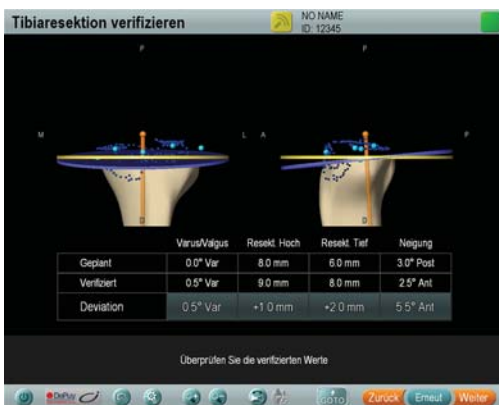 Tibiaresektion verifizieren
NO NAME
ID: 12345
P P
M L A P
D D
Varus/Valgus Resekt. Hoch Resekt. Tief Neigung
Geplant 0.0° Var 8.0 mm 6.0 mm 3.0° Post
Verifiziert 0.5° Var 9.0 mm 8.0 mm 2.5° Ant
Deviation 0.5° Var +1.0 mm +2.0 mm 5.5° Ant
Überprüfen Sie die verifizierten Werte
DePuy GOTO Zurück Erneut Weiter